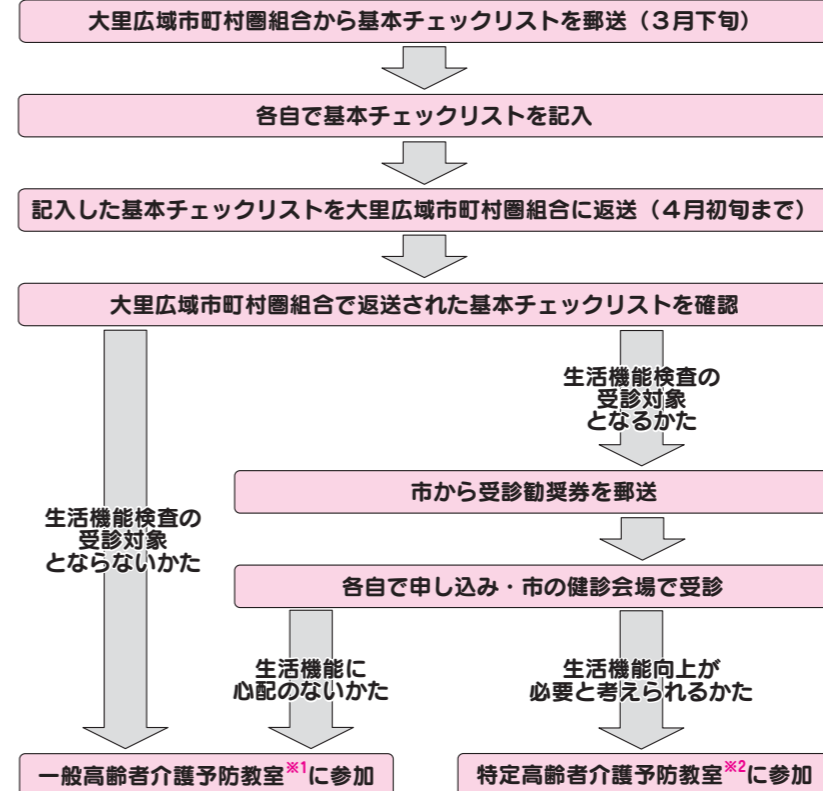 大里広域市町村圏組合から基本チェックリストを郵送（３月下旬）
各自で基本チェックリストを記入
記入した基本チェックリストを大里広域市町村圏組合に返送（４月初旬まで）
大里広域市町村圏組合で返送された基本チェックリストを確認
生活機能検査の
受診対象
となるかた
市から受診勧奨券を郵送
生活機能検査の
受診対象
とならないかた
各自で申し込み・市の健診会場で受診
生活機能に
心配のないかた
生活機能向上が
必要と考えられるかた
一般高齢者介護予防教室※1に参加
特定高齢者介護予防教室※2に参加